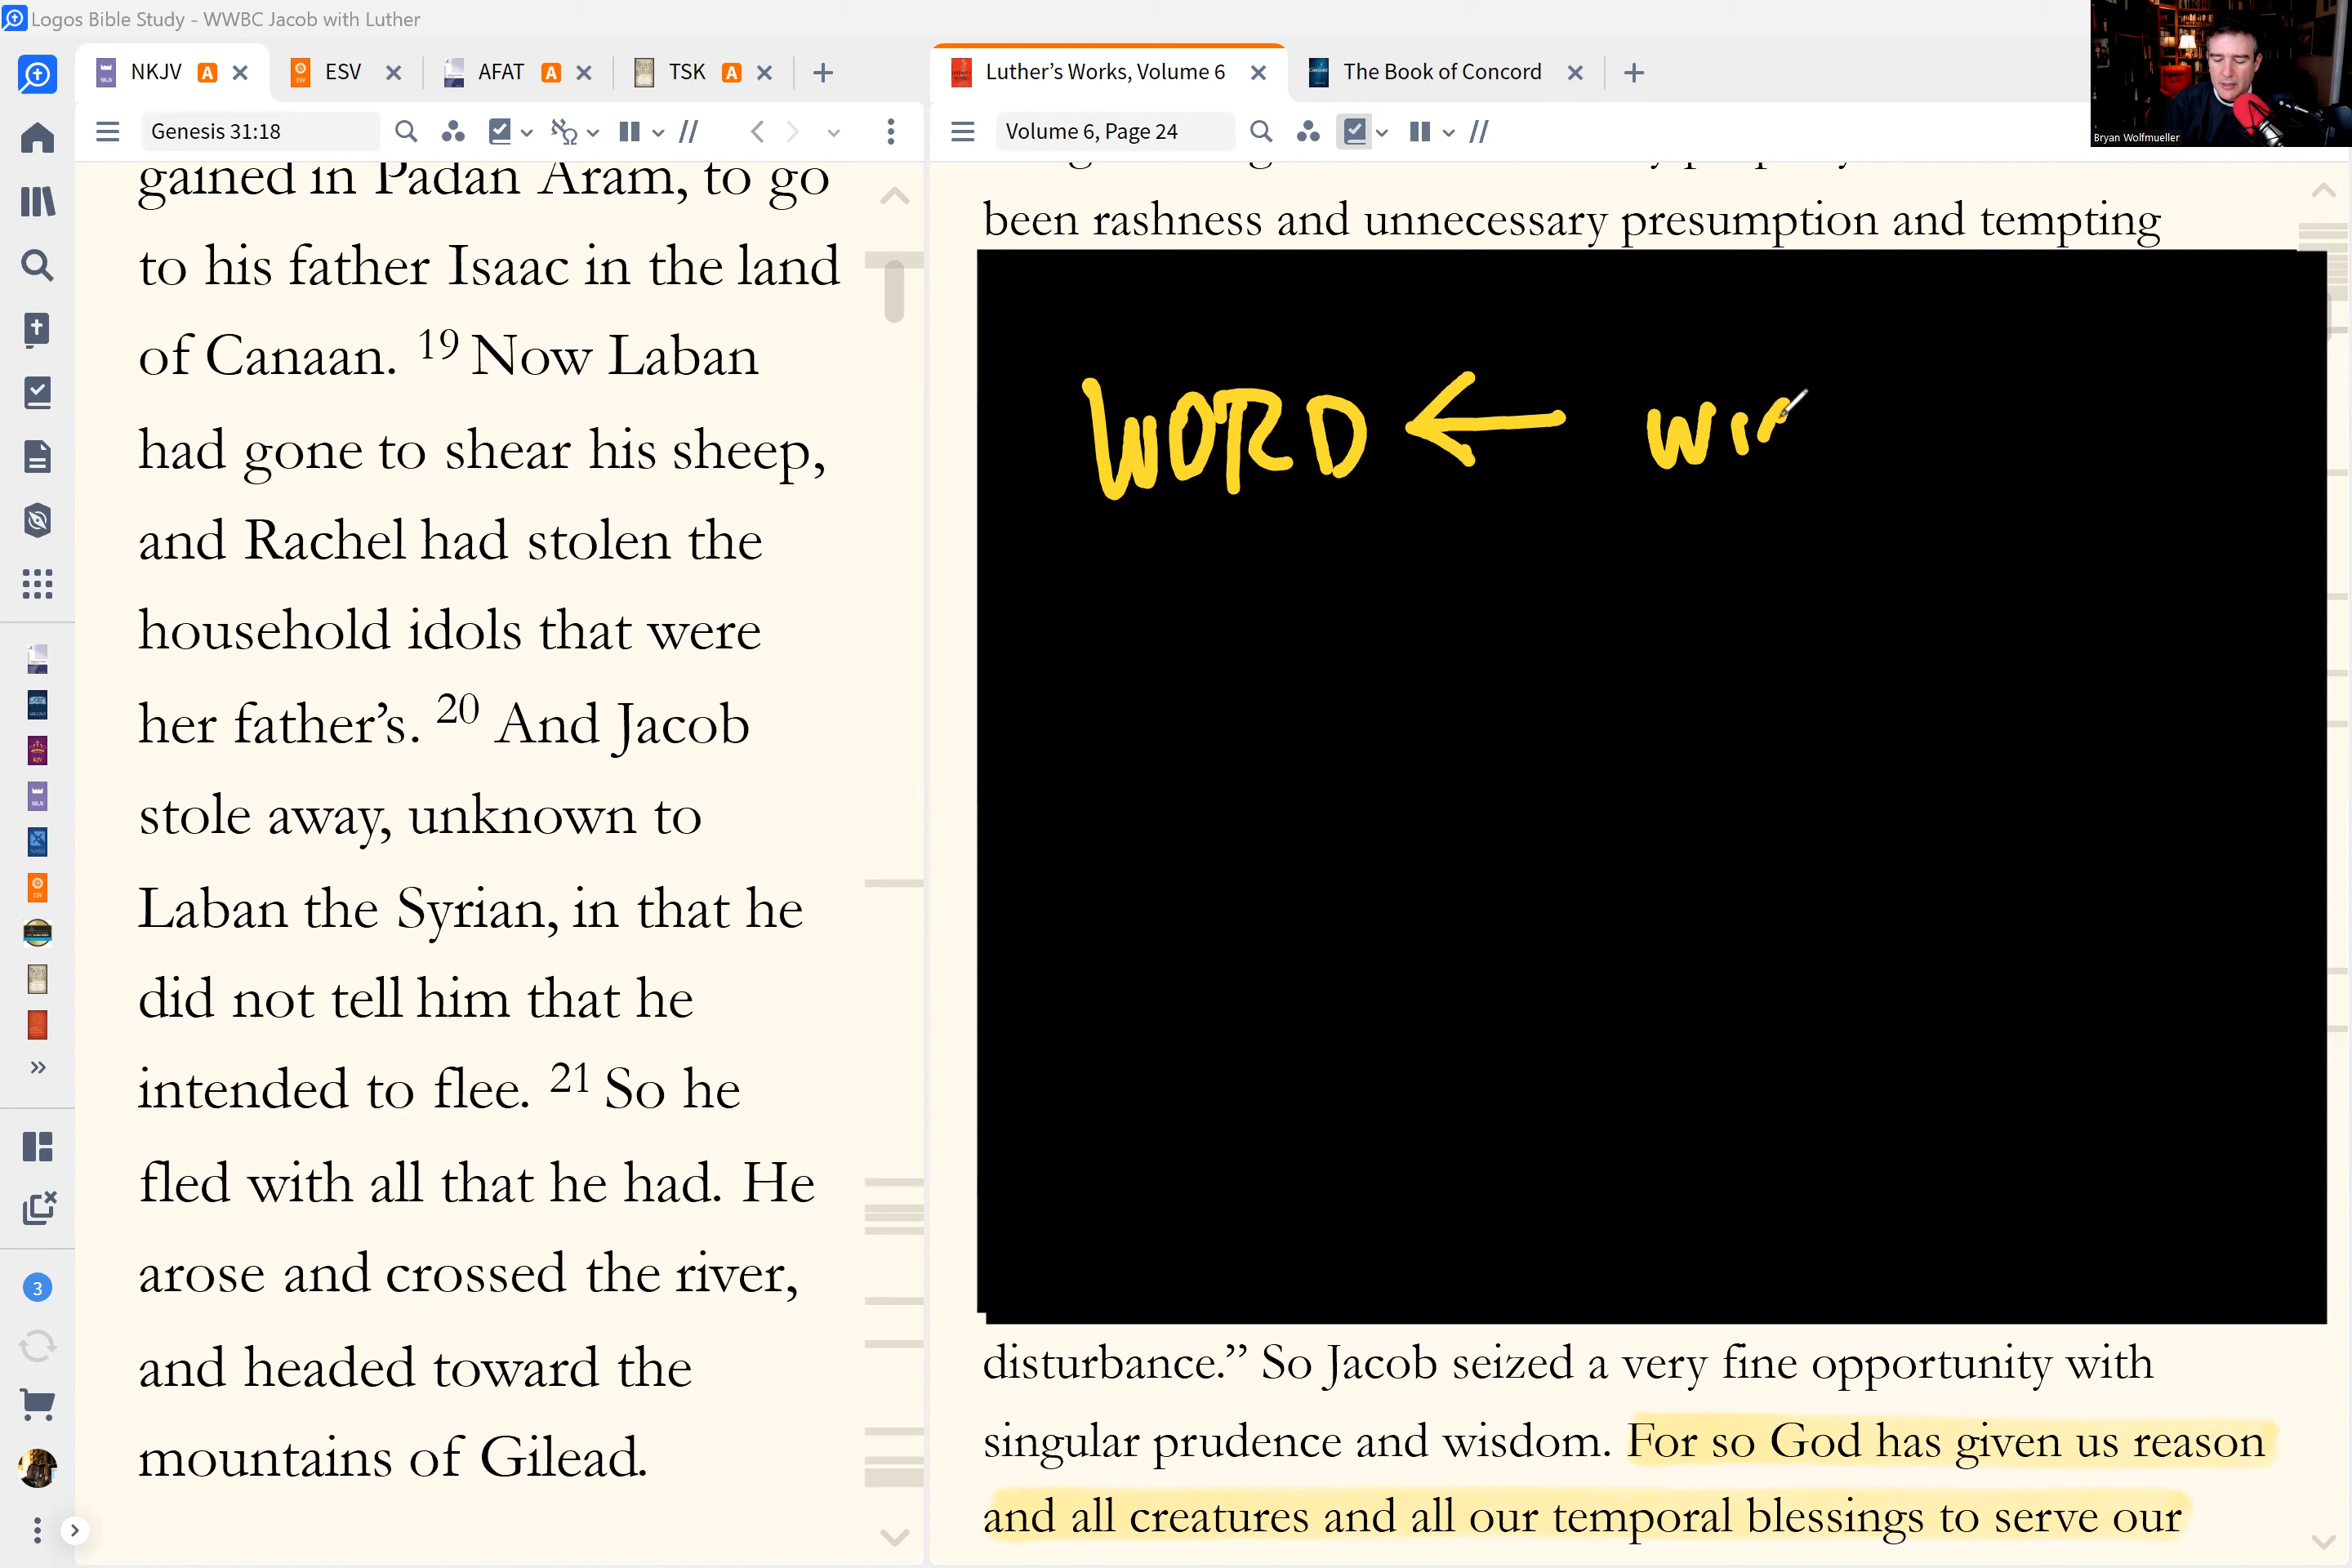 Logos Bible Study - WWBC Jacob with Luther
NKJV A
ESV
AFAT A
TSK A
Luther's Works, Volume 6
The Book of Concord
Genesis 31:18
Volume 6, Page 24
Bryan Wolfmueller
gained in Padan Aram, to go
to his father Isaac in the land
of Canaan. 19 Now Laban
had gone to shear his sheep,
and Rachel had stolen the
household idols that were
her father's. 20 And Jacob
stole away, unknown to
Laban the Syrian, in that he
did not tell him that he
intended to flee. 21 So he
fled with all that he had. He
arose and crossed the river,
and headed toward the
mountains of Gilead.
been rashness and unnecessary presumption and tempting
WORD ←
disturbance.” So Jacob seized a very fine opportunity with
singular prudence and wisdom. For so God has given us reason
and all creatures and all our temporal blessings to serve our
3